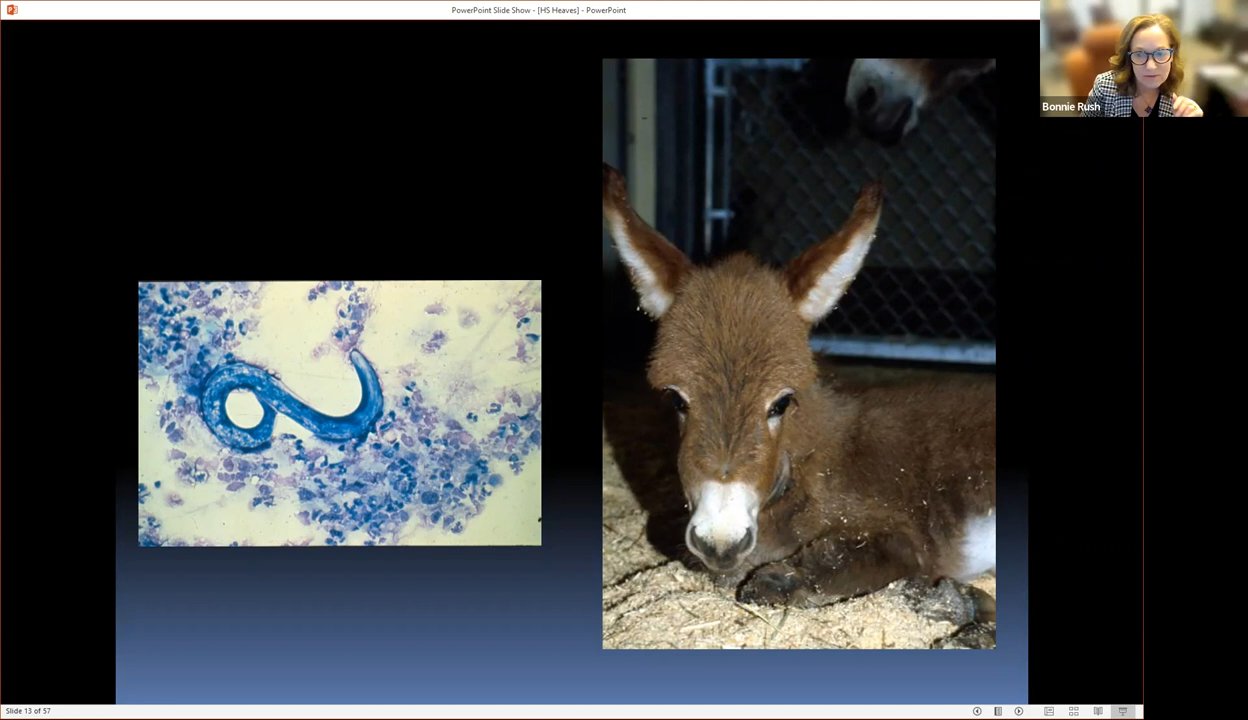 PowerPoint Slide Show - [HS Heaves] - PowerPoint
Bonnie Rush
Slide 13 of 57